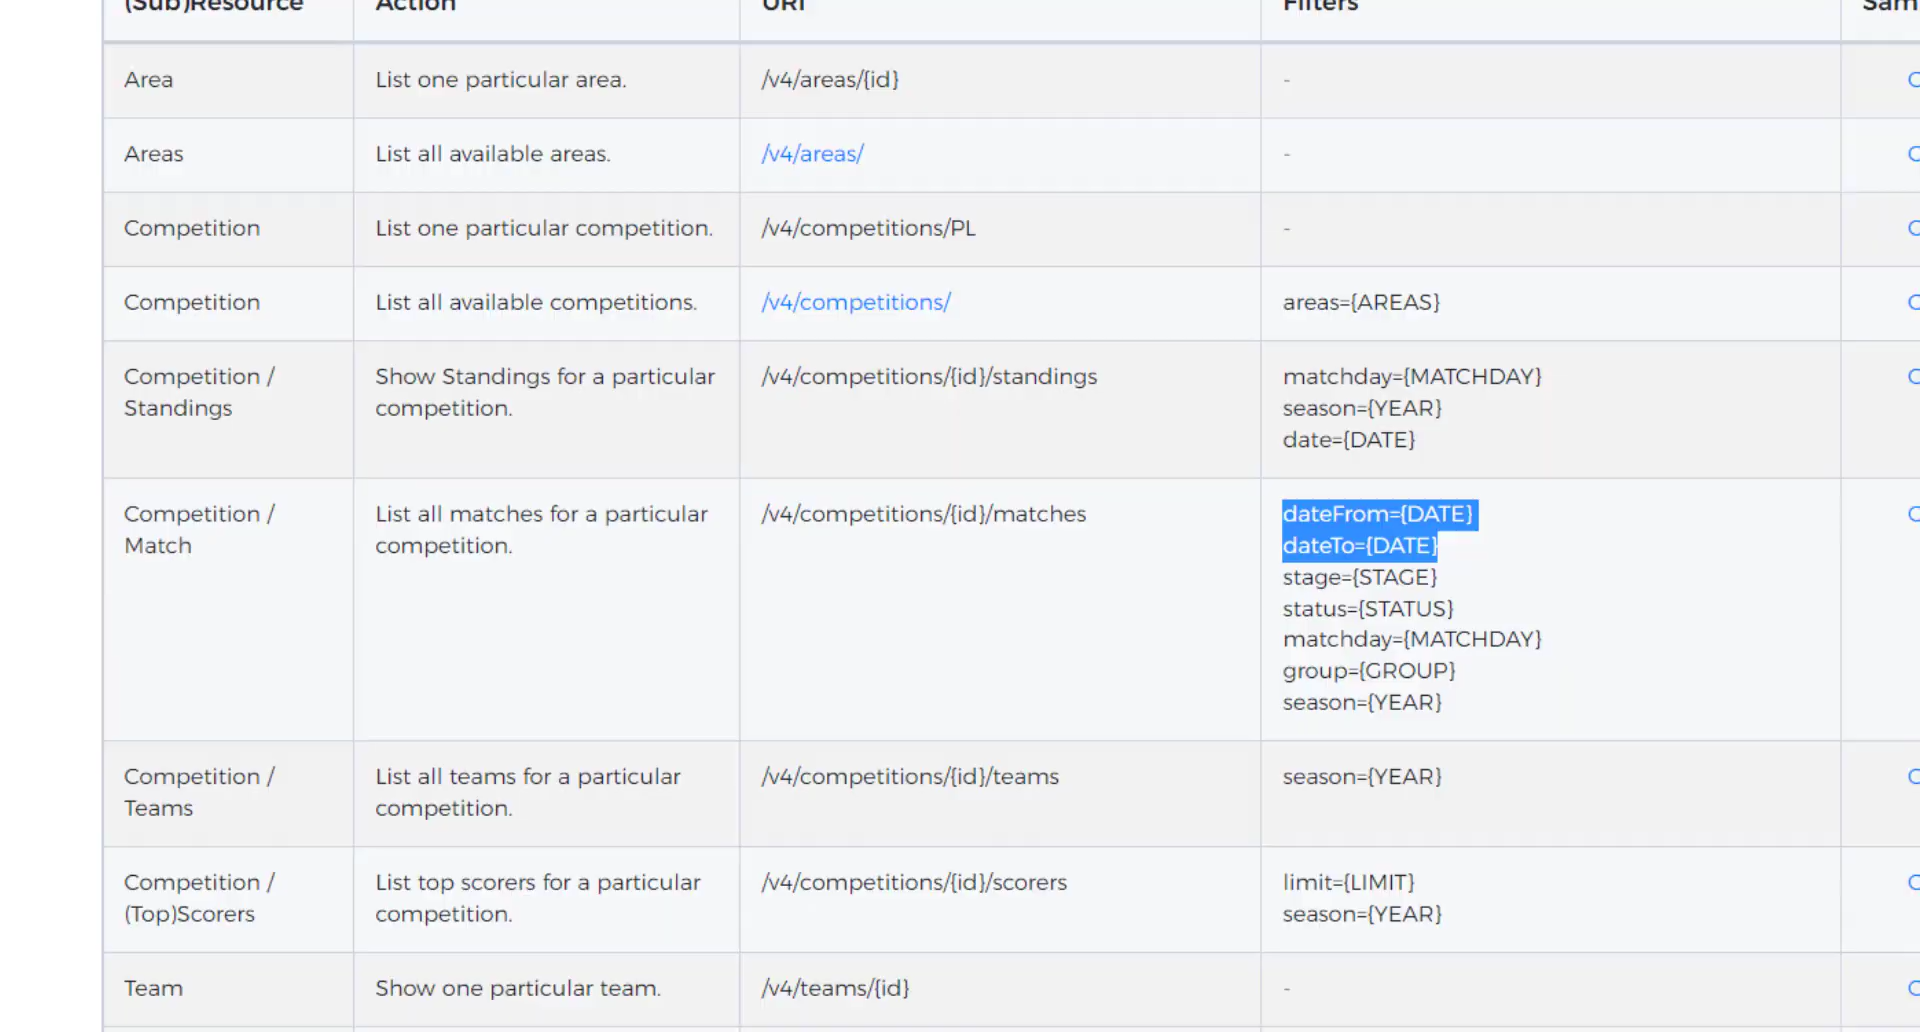 (Sub)Resource Action URI Filters Sam
Area List one particular area. /v4/areas/{id} -
Areas List all available areas. /v4/areas/ -
Competition List one particular competition. /v4/competitions/PL -
Competition List all available competitions. /v4/competitions/ areas={AREAS}
Competition / Show Standings for a particular /v4/competitions/{id}/standings matchday={MATCHDAY}
Standings competition. season={YEAR}
date={DATE}
Competition / List all matches for a particular /v4/competitions/{id}/matches dateFrom={DATE}
Match competition. dateTo={DATE}
stage={STAGE}
status={STATUS}
matchday={MATCHDAY}
group={GROUP}
season={YEAR}
Competition / List all teams for a particular /v4/competitions/{id}/teams season={YEAR}
Teams competition.
Competition / List top scorers for a particular /v4/competitions/{id}/scorers limit={LIMIT}
(Top)Scorers competition. season={YEAR}
Team Show one particular team. /v4/teams/{id} -